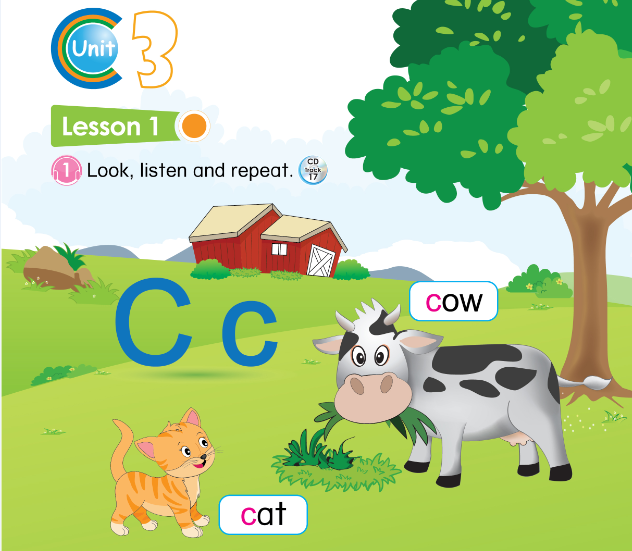 Unit 3
Lesson 1
1 Look, listen and repeat. CD Track 17
C c
cow
cat